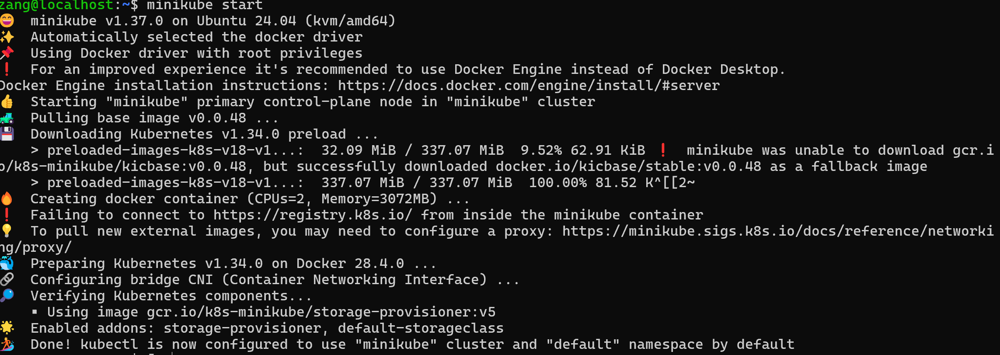 zang@localhost:~$ minikube start
😄  minikube v1.37.0 on Ubuntu 24.04 (kvm/amd64)
✨  Automatically selected the docker driver
📌  Using Docker driver with root privileges
❗  For an improved experience it's recommended to use Docker Engine instead of Docker Desktop.
Docker Engine installation instructions: https://docs.docker.com/engine/install/#server
👍  Starting "minikube" primary control-plane node in "minikube" cluster
🚜  Pulling base image v0.0.48 ...
💾  Downloading Kubernetes v1.34.0 preload ...
    > preloaded-images-k8s-v18-v1...:  32.09 MiB / 337.07 MiB  9.52% 62.91 KiB ❗  minikube was unable to download gcr.i
o/k8s-minikube/kicbase:v0.0.48, but successfully downloaded docker.io/kicbase/stable:v0.0.48 as a fallback image
    > preloaded-images-k8s-v18-v1...:  337.07 MiB / 337.07 MiB  100.00% 81.52 K^[[2~
🔥  Creating docker container (CPUs=2, Memory=3072MB) ...
❗  Failing to connect to https://registry.k8s.io/ from inside the minikube container
💡  To pull new external images, you may need to configure a proxy: https://minikube.sigs.k8s.io/docs/reference/networki
ng/proxy/
🐳  Preparing Kubernetes v1.34.0 on Docker 28.4.0 ...
🔗  Configuring bridge CNI (Container Networking Interface) ...
🔎  Verifying Kubernetes components...
    ▪ Using image gcr.io/k8s-minikube/storage-provisioner:v5
🌟  Enabled addons: storage-provisioner, default-storageclass
🏄  Done! kubectl is now configured to use "minikube" cluster and "default" namespace by default